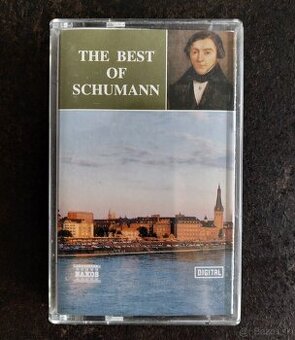 THE BEST
OF
SCHUMANN
NAXOS
DIGITAL